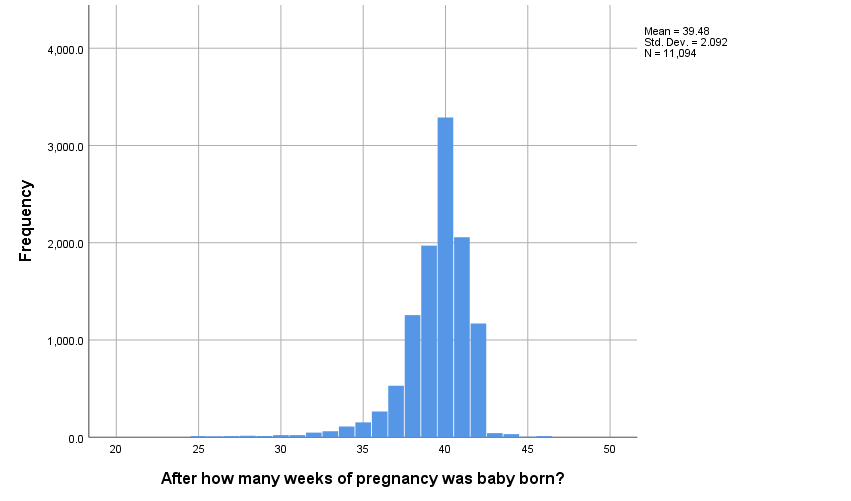 Mean = 39.48
Std. Dev. = 2.092
N = 11,094
4,000.0
3,000.0
2,000.0
1,000.0
0.0
Frequency
20 25 30 35 40 45 50
After how many weeks of pregnancy was baby born?